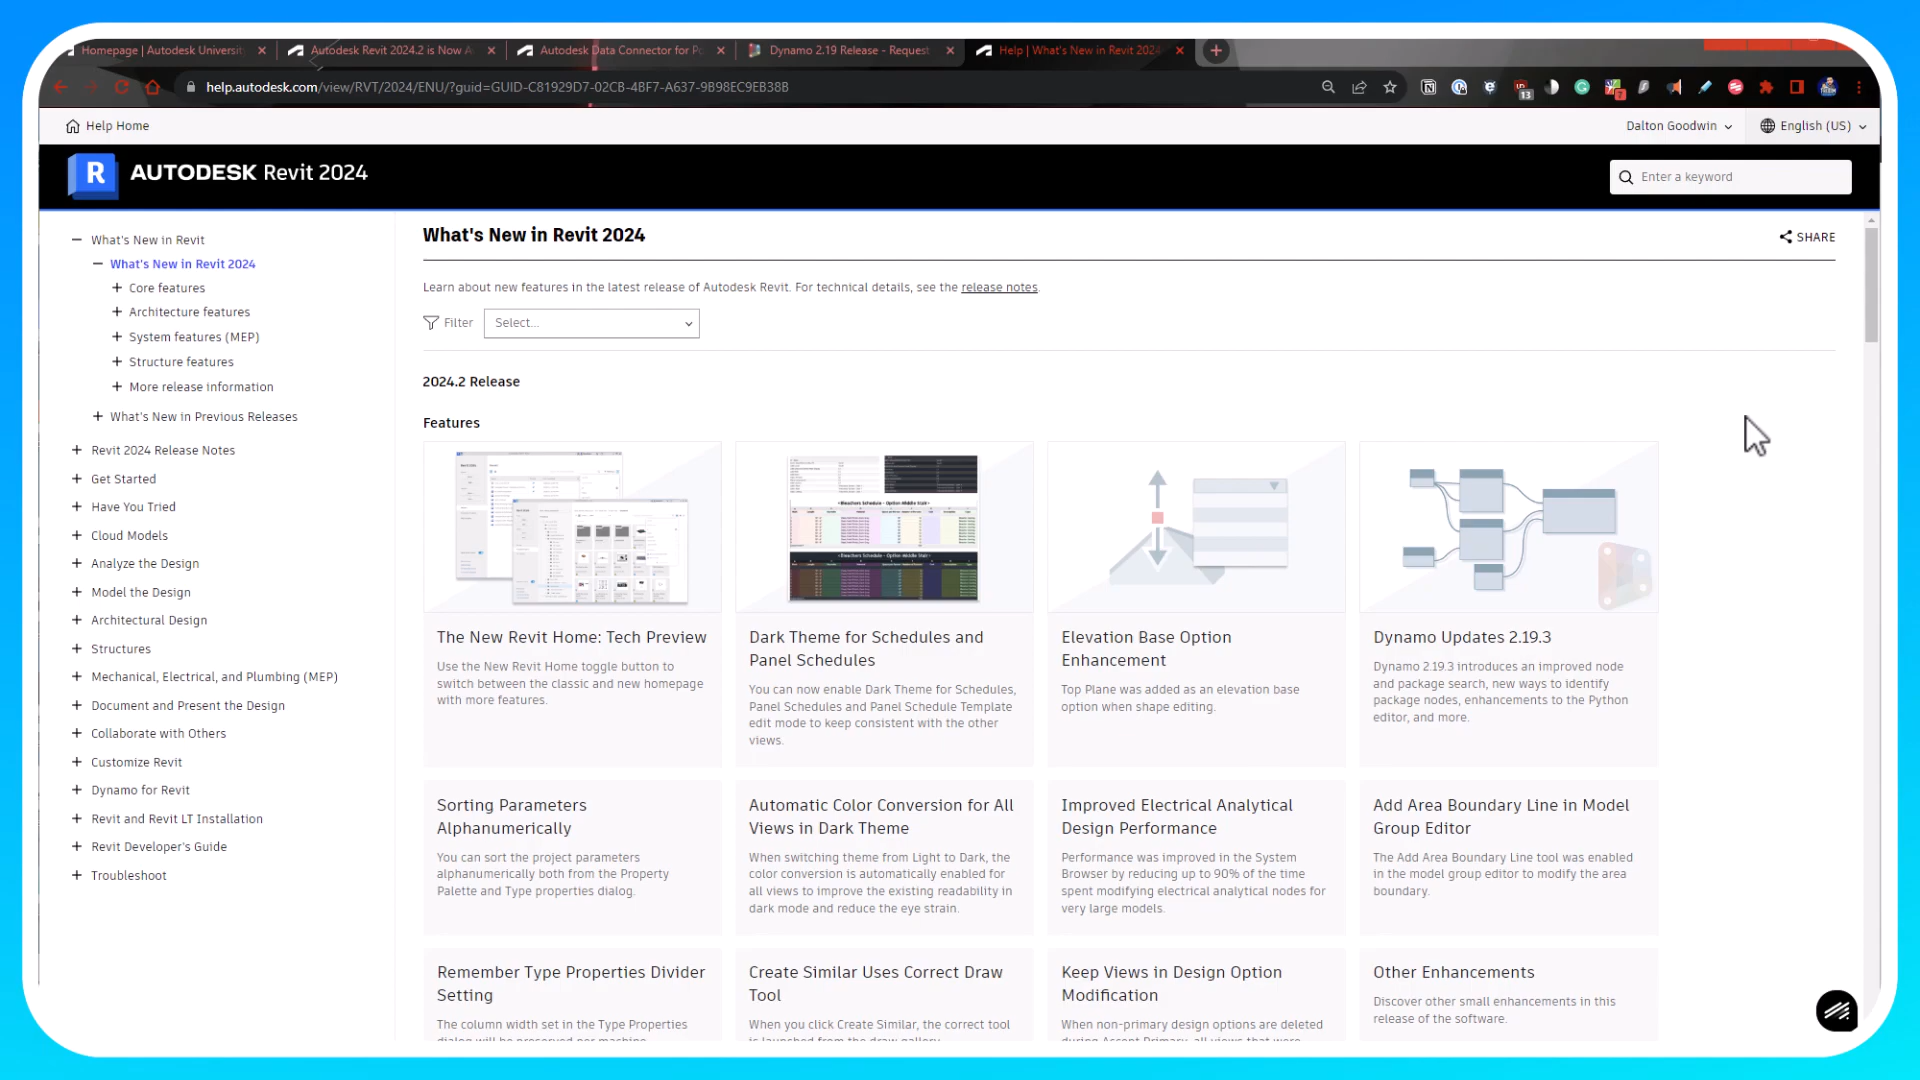 Homepage | Autodesk Universit
Autodesk Revit 2024.2 is Now A
Autodesk Data Connector for Po
Dynamo 2.19 Release - Request
Help | What's New in Revit 2024
help.autodesk.com/view/RVT/2024/ENU/?guid=GUID-C81929D7-02CB-4BF7-A637-9B98EC9EB38B
Help Home
Dalton Goodwin
English (US)
R AUTODESK Revit 2024
Enter a keyword
What's New in Revit
What's New in Revit 2024
Core features
Architecture features
System features (MEP)
Structure features
More release information
What's New in Previous Releases
Revit 2024 Release Notes
Get Started
Have You Tried
Cloud Models
Analyze the Design
Model the Design
Architectural Design
Structures
Mechanical, Electrical, and Plumbing (MEP)
Document and Present the Design
Collaborate with Others
Customize Revit
Dynamo for Revit
Revit and Revit LT Installation
Revit Developer's Guide
Troubleshoot
What's New in Revit 2024
SHARE
Learn about new features in the latest release of Autodesk Revit. For technical details, see the release notes.
Filter
Select...
2024.2 Release
Features
The New Revit Home: Tech Preview
Use the New Revit Home toggle button to
switch between the classic and new homepage
with more features.
Dark Theme for Schedules and
Panel Schedules
You can now enable Dark Theme for Schedules,
Panel Schedules and Panel Schedule Template
edit mode to keep consistent with the other
views.
Elevation Base Option
Enhancement
Top Plane was added as an elevation base
option when shape editing.
Dynamo Updates 2.19.3
Dynamo 2.19.3 introduces an improved node
and package search, new ways to identify
package nodes, enhancements to the Python
editor, and more.
Sorting Parameters
Alphanumerically
You can sort the project parameters
alphanumerically both from the Property
Palette and Type properties dialog.
Automatic Color Conversion for All
Views in Dark Theme
When switching theme from Light to Dark, the
color conversion is automatically enabled for
all views to improve the existing readability in
dark mode and reduce the eye strain.
Improved Electrical Analytical
Design Performance
Performance was improved in the System
Browser by reducing up to 90% of the time
spent modifying electrical analytical nodes for
very large models.
Add Area Boundary Line in Model
Group Editor
The Add Area Boundary Line tool was enabled
in the model group editor to modify the area
boundary.
Remember Type Properties Divider
Setting
The column width set in the Type Properties
dialog will be preserved per machine
Create Similar Uses Correct Draw
Tool
When you click Create Similar, the correct tool
is launched from the draw gallery.
Keep Views in Design Option
Modification
When non-primary design options are deleted
during Accept Primary, all views that were
Other Enhancements
Discover other small enhancements in this
release of the software.